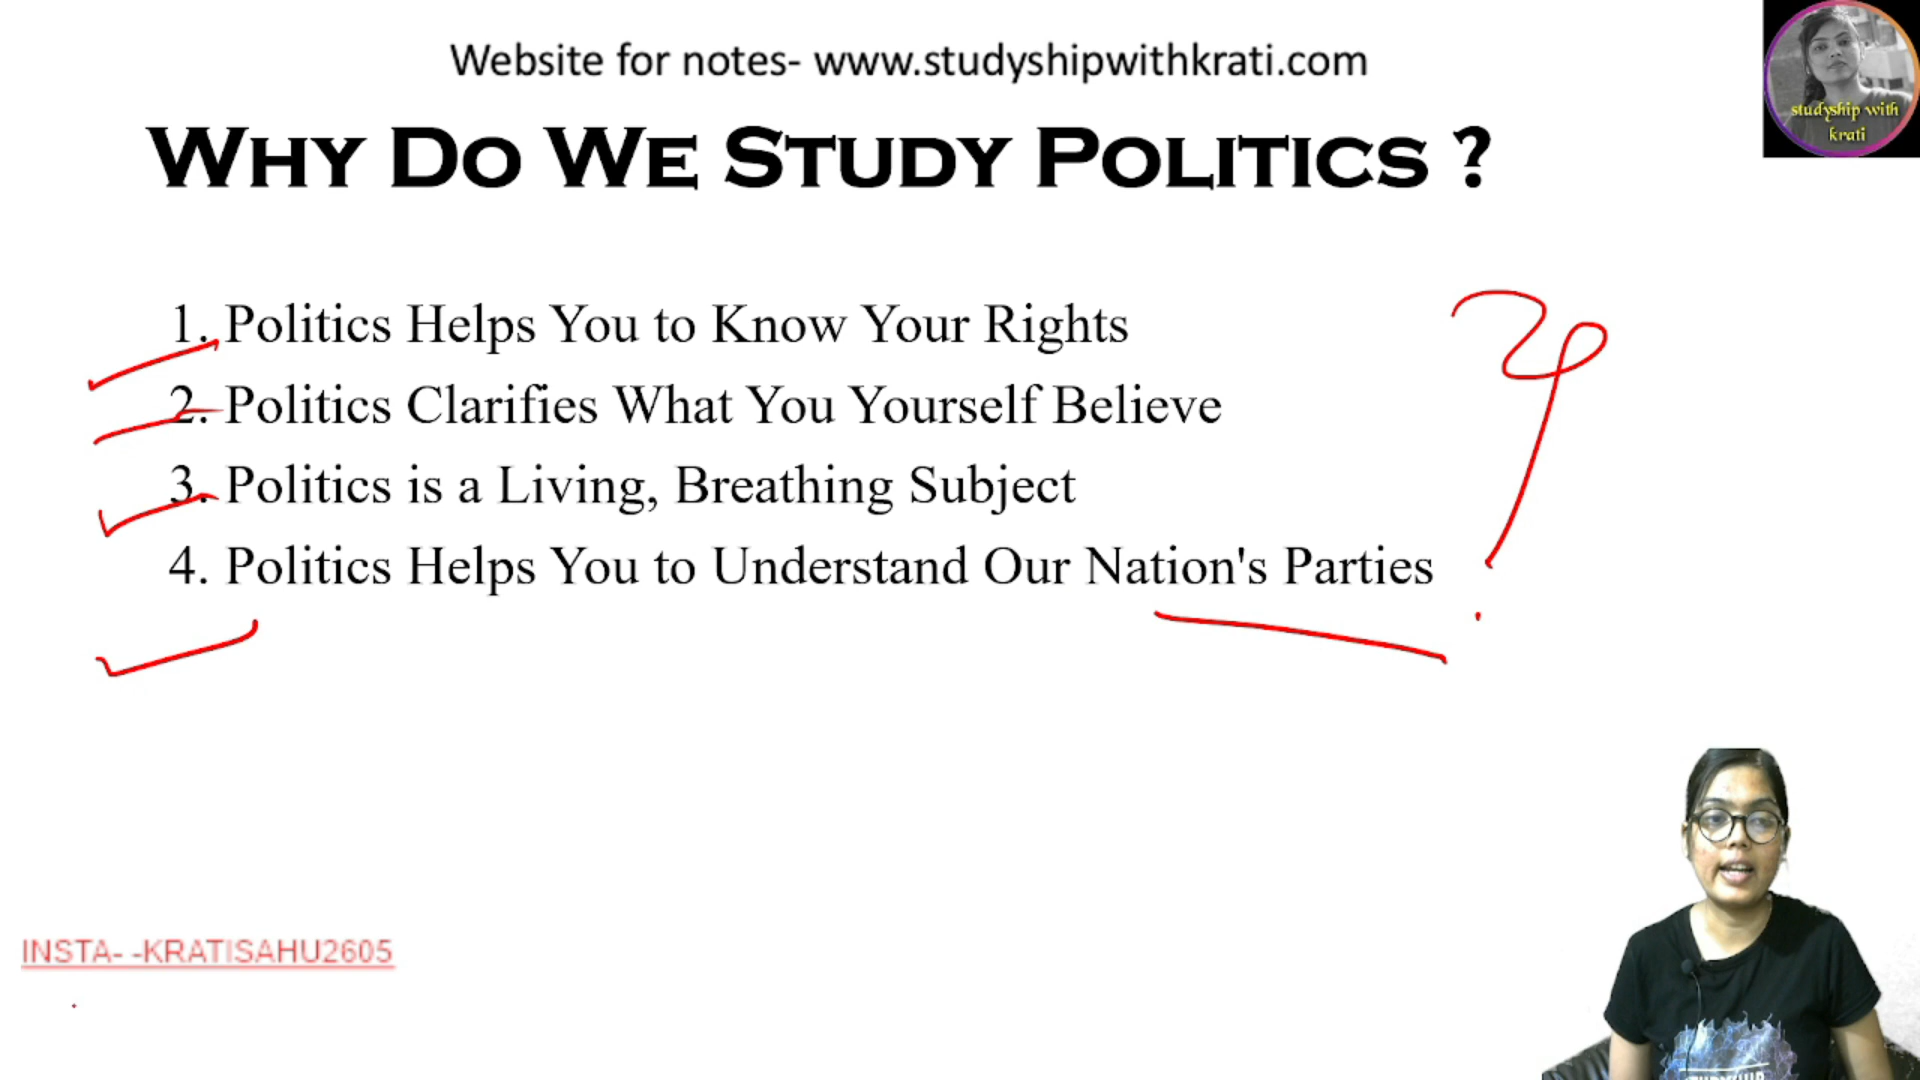 Website for notes- www.studyshipwithkrati.com
studyship with
krati
WHY DO WE STUDY POLITICS ?
1. Politics Helps You to Know Your Rights
2. Politics Clarifies What You Yourself Believe
3. Politics is a Living, Breathing Subject
4. Politics Helps You to Understand Our Nation's Parties
INSTA- -KRATISAHU2605